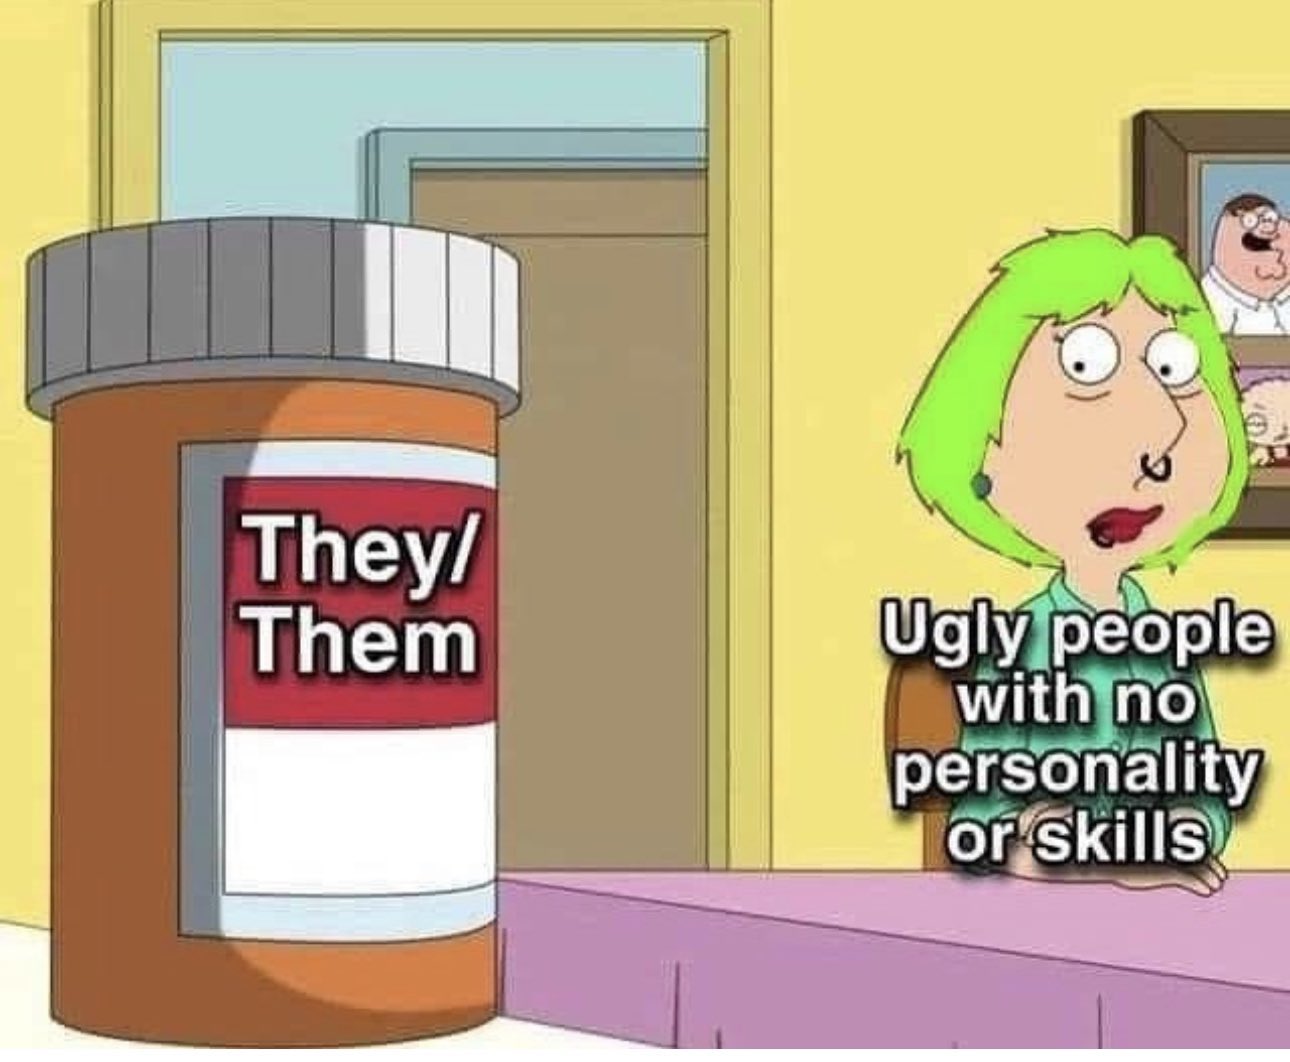 They/
Them
Ugly people
with no
personality
or skills